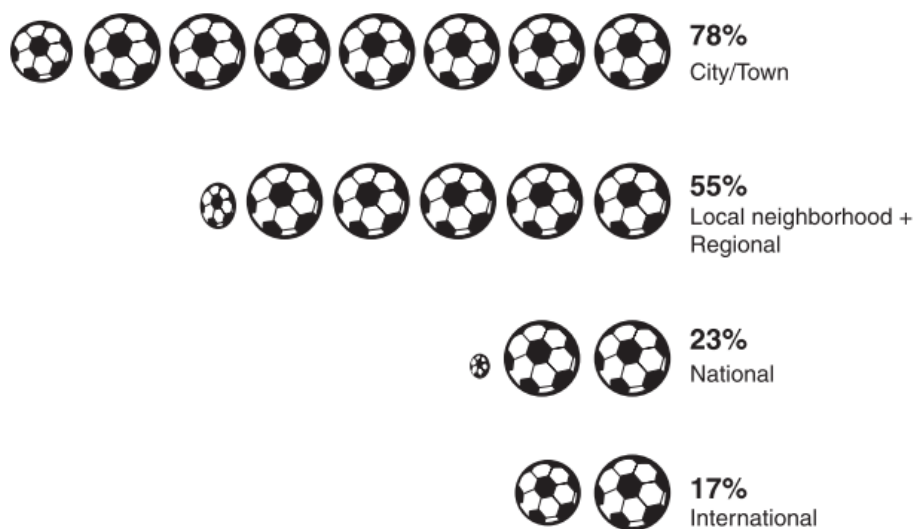 78%
City/Town
55%
Local neighborhood +
Regional
23%
National
17%
International